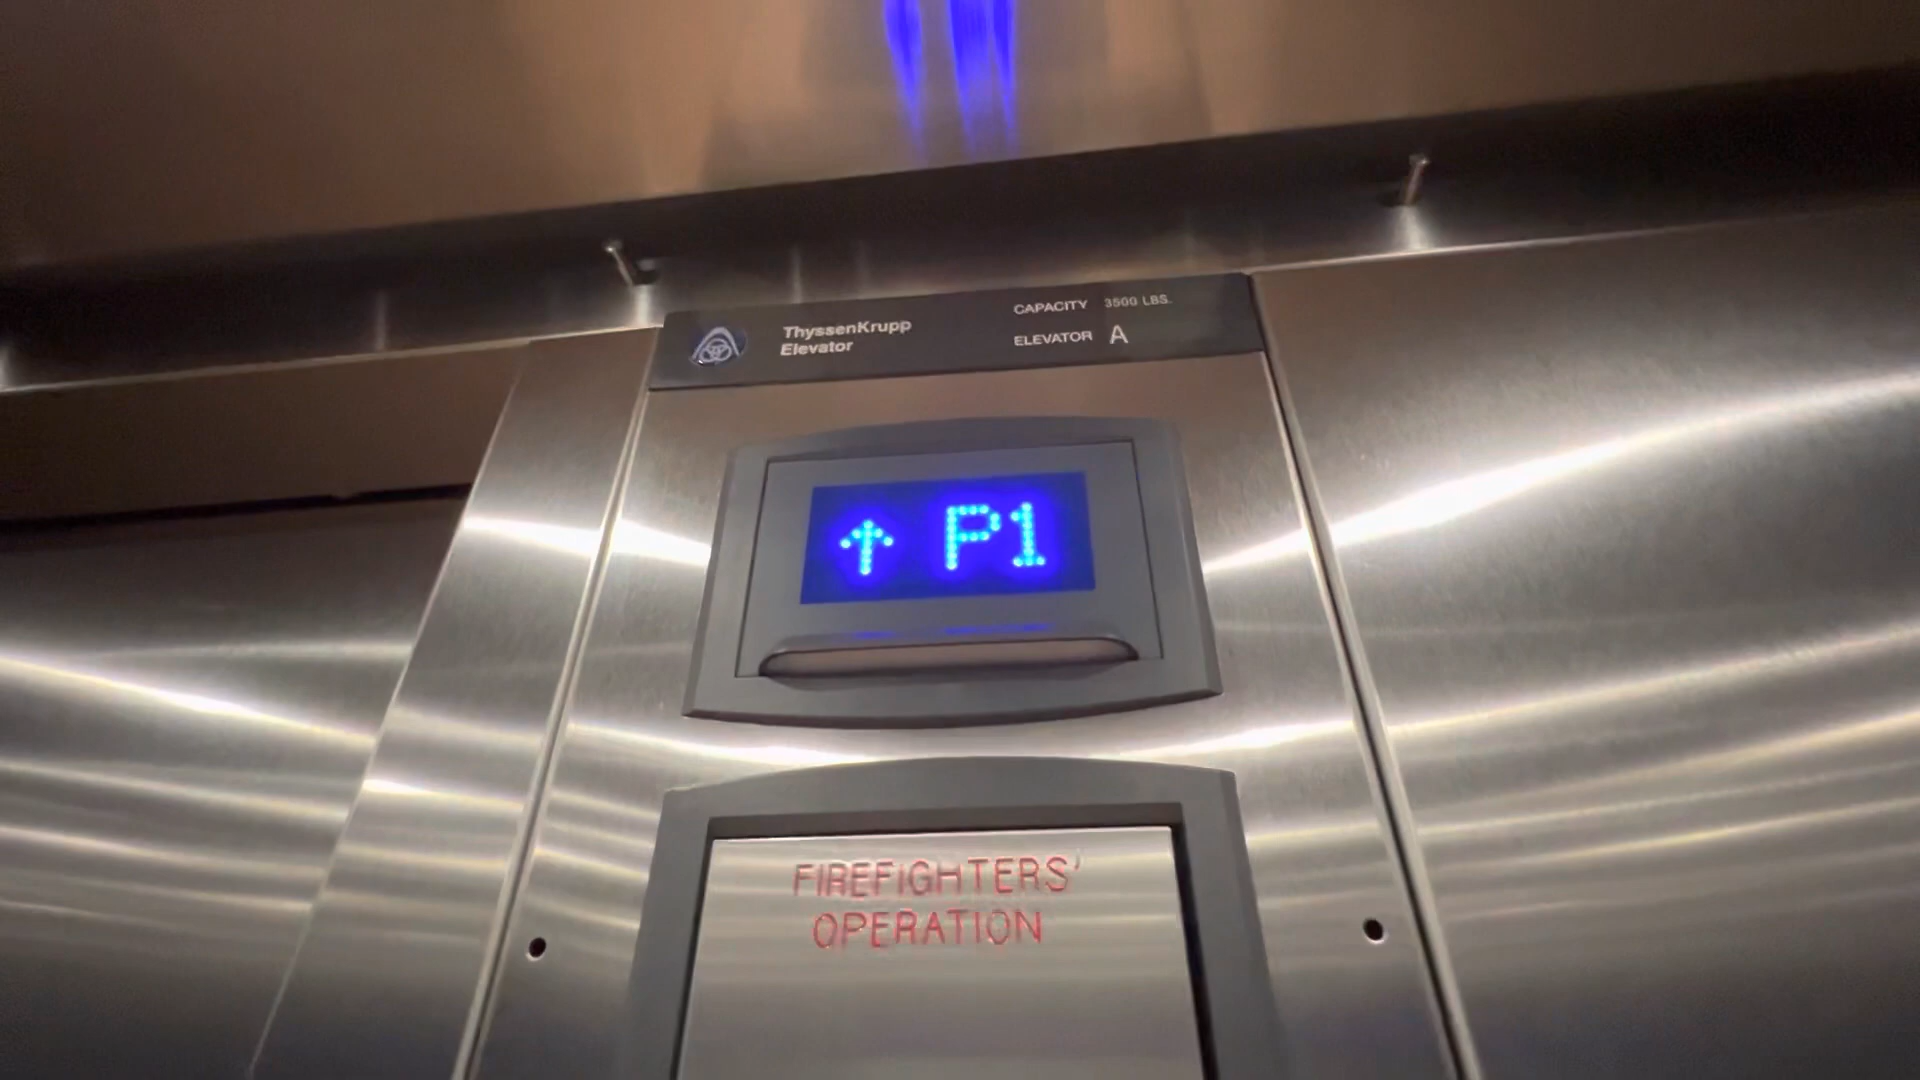 ThyssenKrupp
Elevator
CAPACITY 3500 LBS.
ELEVATOR A
↑ P1
FIREFIGHTERS'
OPERATION